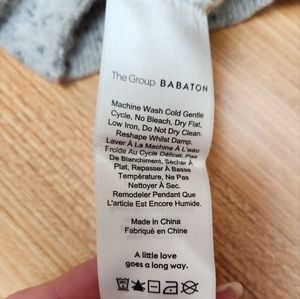 The Group BABATON
Machine Wash Cold Gentle
Cycle, No Bleach, Dry Flat,
Low Iron, Do Not Dry Clean.
Reshape Whilst Damp.
Laver À La Machine À L'eau
Froide Au Cycle Délicat, Pas
De Blanchiment, Sécher À
Plat, Repasser À Basse
Température, Ne Pas
Nettoyer À Sec.
Remodeler Pendant Que
L'article Est Encore Humide.
Made in China
Fabriqué en Chine
A little love
goes a long way.